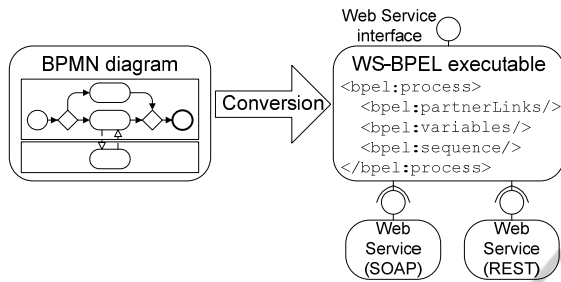 Web Service
interface
BPMN diagram
Conversion
WS-BPEL executable
<bpel:process>
<bpel:partnerLinks/>
<bpel:variables/>
<bpel:sequence/>
</bpel:process>
Web
Service
(SOAP)
Web
Service
(REST)